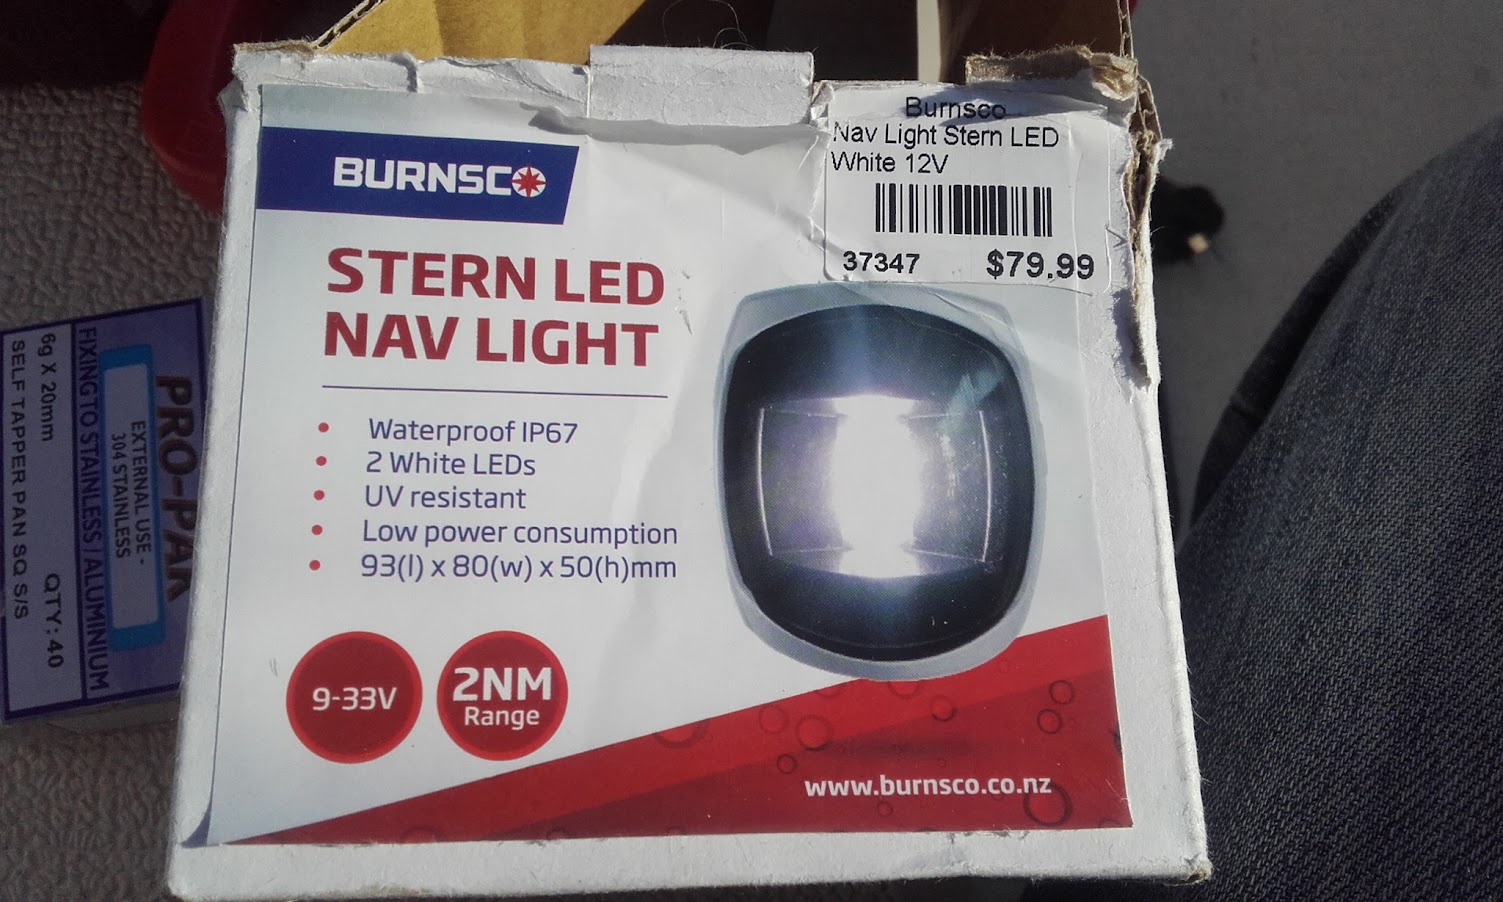 BURNSCO
Burnsco
Nav Light Stern LED
White 12V
37347 $79.99
STERN LED
NAV LIGHT
• Waterproof IP67
• 2 White LEDs
• UV resistant
• Low power consumption
• 93(l) x 80(w) x 50(h)mm
9-33V
2NM
Range
www.burnsco.co.nz
PRO-PAK
EXTERNAL USE -
304 STAINLESS
FIXING TO STAINLESS / ALUMINIUM
6g X 20mm QTY: 40
SELF TAPPER PAN SQ S/S